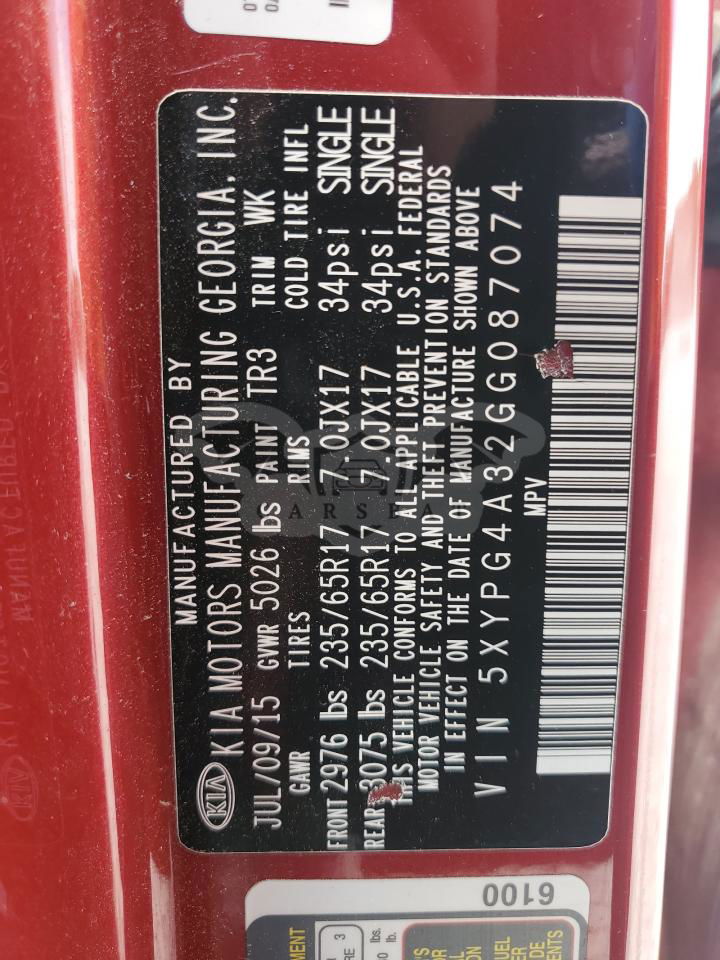 MANUFACTURED BY
KIA KIA MOTORS MANUFACTURING GEORGIA, INC.
JUL/09/15 GVWR 5026 lbs PAINT TR3 TRIM WK
GAWR TIRES RIMS COLD TIRE INFL
FRONT 2976 lbs 235/65R17 7.0JX17 34psi SINGLE
REAR 3075 lbs 235/65R17 7.0JX17 34psi SINGLE
THIS VEHICLE CONFORMS TO ALL APPLICABLE U.S.A. FEDERAL
MOTOR VEHICLE SAFETY AND THEFT PREVENTION STANDARDS
IN EFFECT ON THE DATE OF MANUFACTURE SHOWN ABOVE
VIN 5XYPG4A32GG087074
MPV
6100